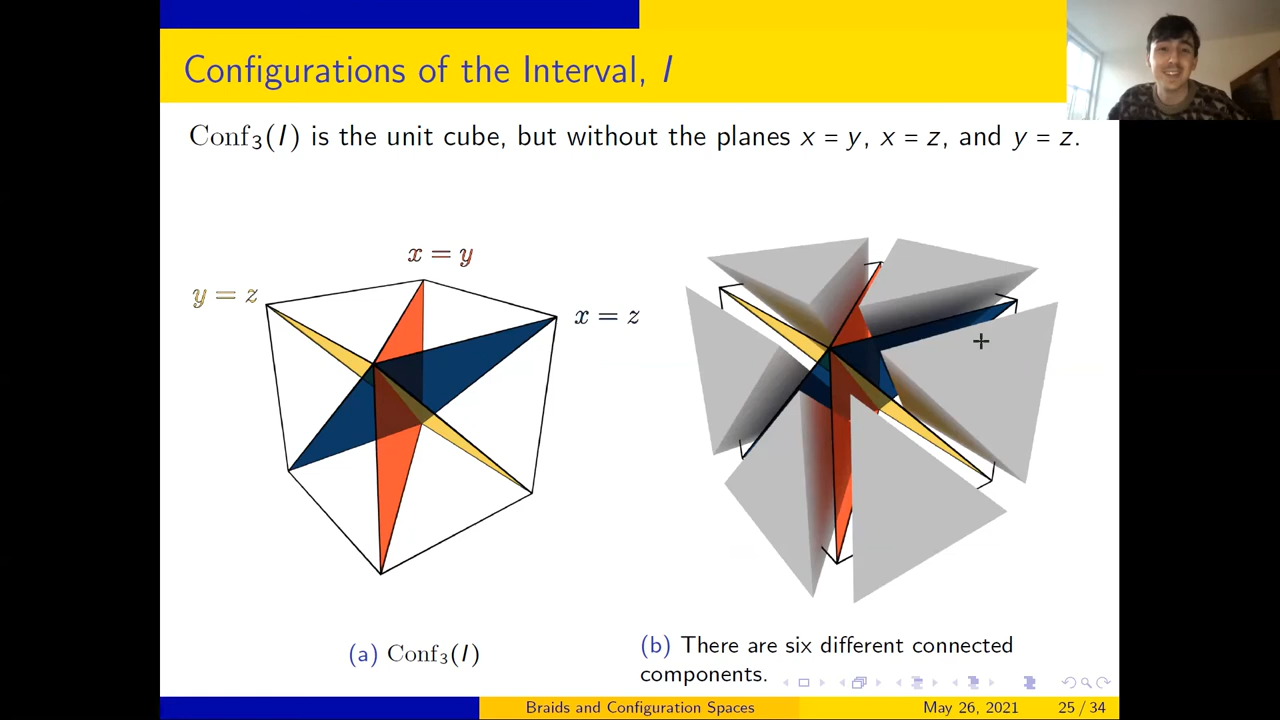 Configurations of the Interval, I
Conf₃(I) is the unit cube, but without the planes x = y, x = z, and y = z.
x = y
y = z
x = z
(a) Conf₃(I)
(b) There are six different connected
components.
Braids and Configuration Spaces
May 26, 2021
25 / 34